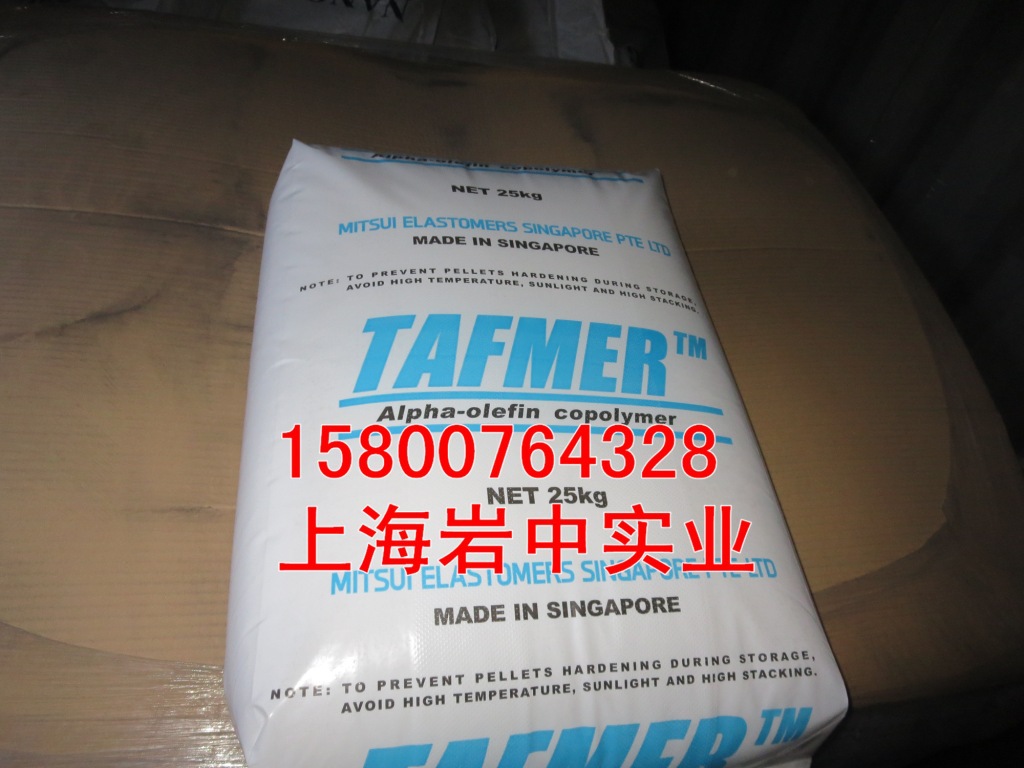 Alpha-olefin copolymer
NET 25kg
MITSUI ELASTOMERS SINGAPORE PTE LTD
MADE IN SINGAPORE
NOTE: TO PREVENT PELLETS HARDENING DURING STORAGE,
AVOID HIGH TEMPERATURE, SUNLIGHT AND HIGH STACKING.
TAFMER™
Alpha-olefin copolymer
15800764328
NET 25kg
上海岩中实业
MITSUI ELASTOMERS SINGAPORE PTE LTD
MADE IN SINGAPORE
NOTE: TO PREVENT PELLETS HARDENING DURING STORAGE,
AVOID HIGH TEMPERATURE, SUNLIGHT AND HIGH STACKING.
TAFMER™